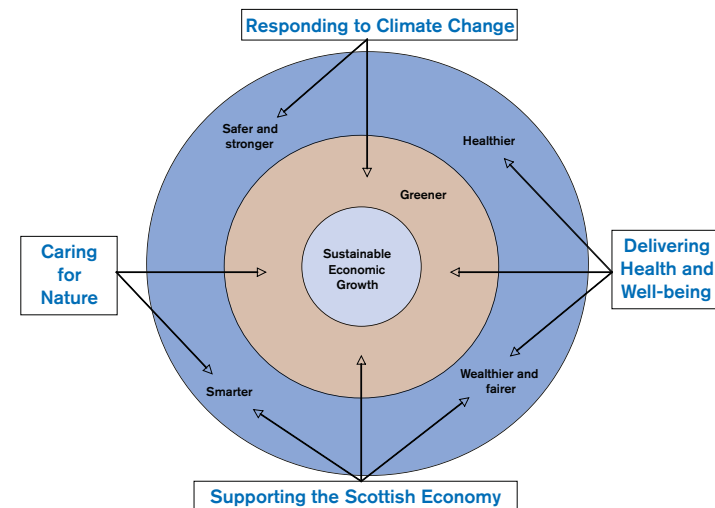 Responding to Climate Change
Safer and
stronger
Healthier
Greener
Caring
for
Nature
Sustainable
Economic
Growth
Delivering
Health and
Well-being
Smarter
Wealthier and
fairer
Supporting the Scottish Economy